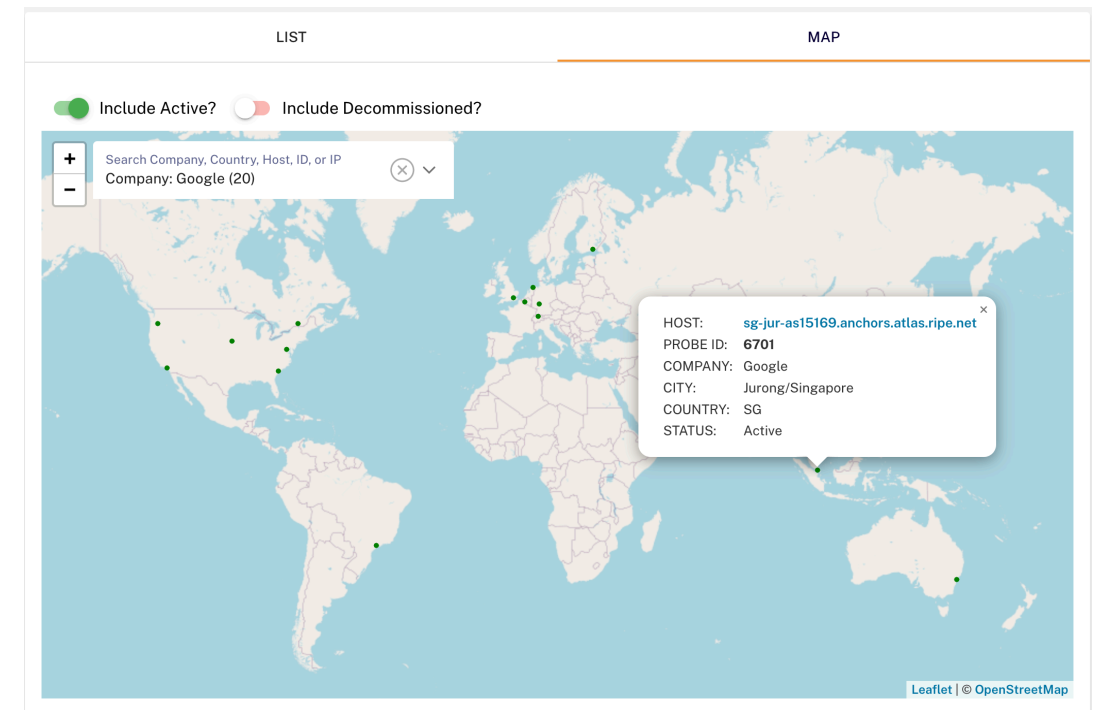 LIST
MAP
Include Active?
Include Decommissioned?
+
−
Search Company, Country, Host, ID, or IP
Company: Google (20)
×
HOST: sg-jur-as15169.anchors.atlas.ripe.net
PROBE ID: 6701
COMPANY: Google
CITY: Jurong/Singapore
COUNTRY: SG
STATUS: Active
Leaflet | © OpenStreetMap